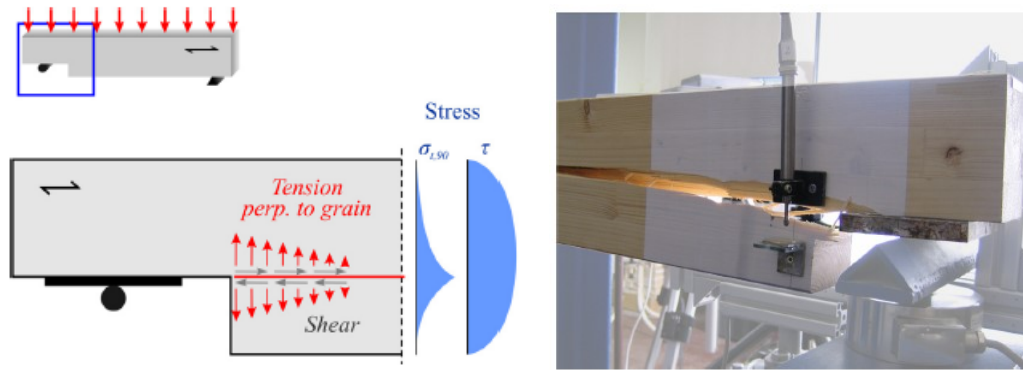 Stress
σt,90 τ
Tension
perp. to grain
Shear